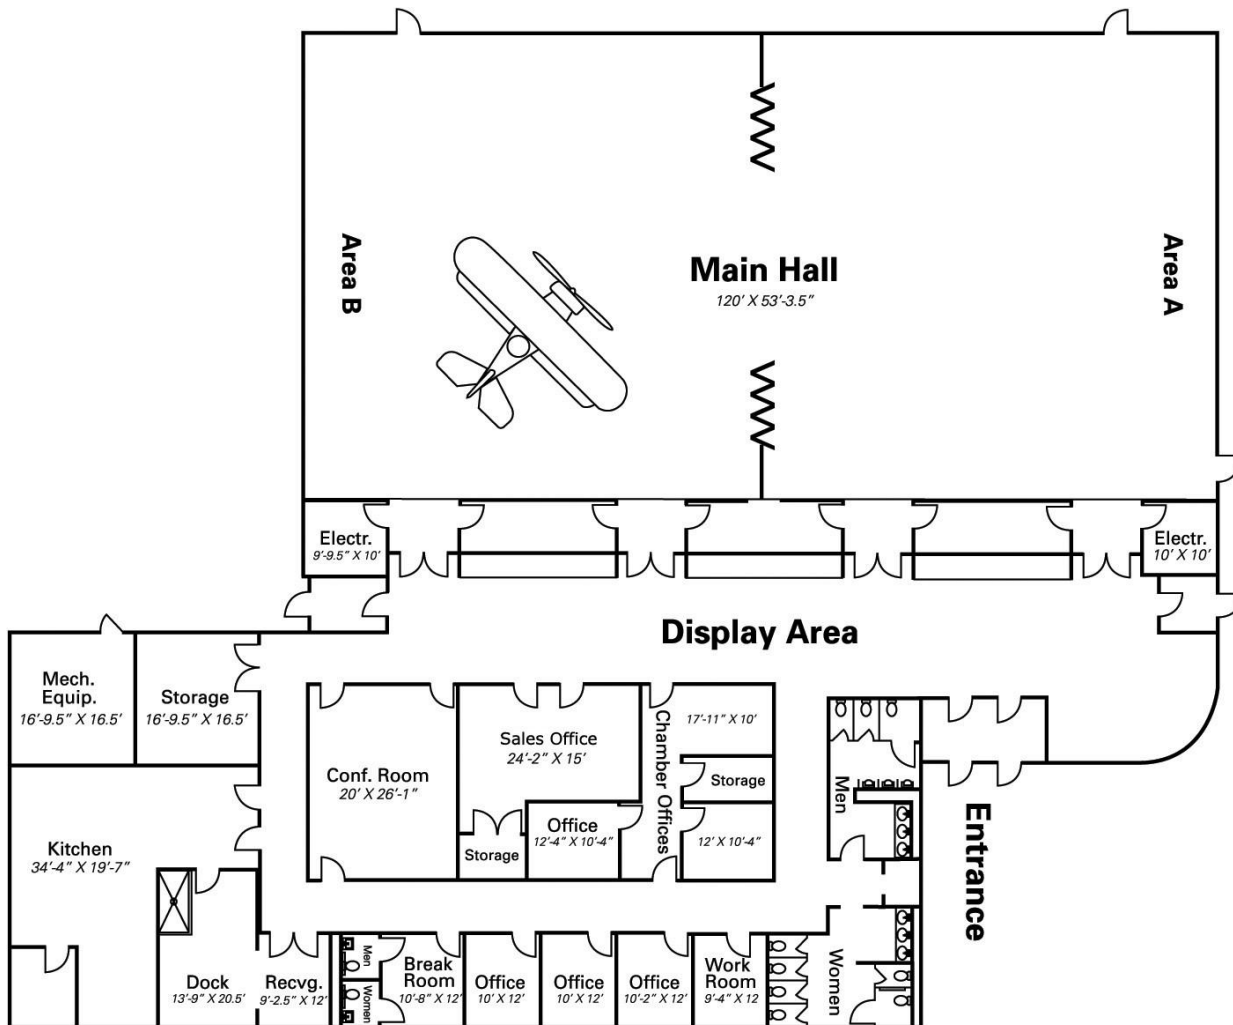 Area B
Main Hall
120' X 53'-3.5"
Area A
Electr.
9'-9.5" X 10'
Electr.
10' X 10'
Display Area
Mech.
Equip.
16'-9.5" X 16.5'
Storage
16'-9.5" X 16.5'
Conf. Room
20' X 26'-1"
Sales Office
24'-2" X 15'
Storage
Office
12'-4" X 10'-4"
Chamber Offices
17'-11" X 10'
Storage
12' X 10'-4"
Men
Entrance
Kitchen
34'-4" X 19'-7"
Dock
13'-9" X 20.5'
Recvg.
9'-2.5" X 12'
Men
Women
Break
Room
10'-8" X 12'
Office
10' X 12'
Office
10' X 12'
Office
10'-2" X 12'
Work
Room
9'-4" X 12
Women